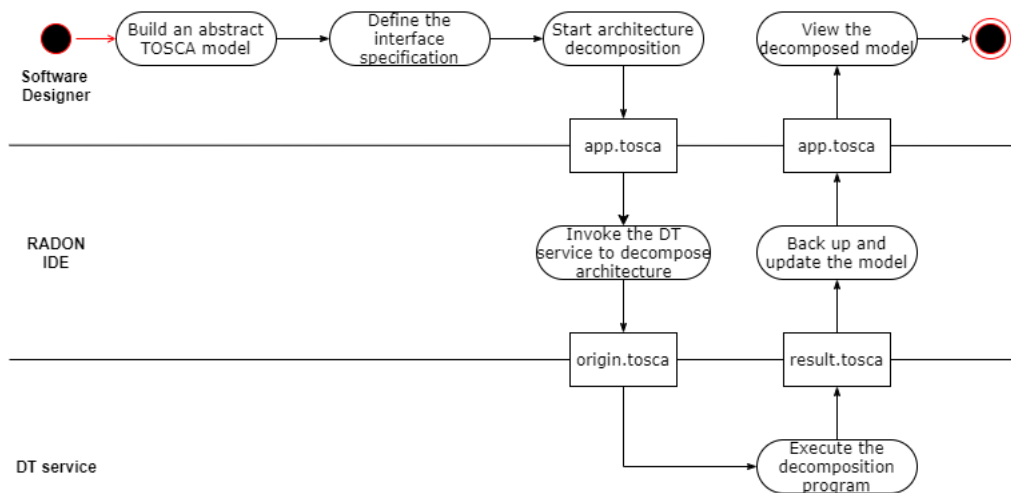 Build an abstract
TOSCA model
Define the
interface
specification
Start architecture
decomposition
View the
decomposed model
Software
Designer
app.tosca
app.tosca
RADON
IDE
Invoke the DT
service to decompose
architecture
Back up and
update the model
origin.tosca
result.tosca
DT service
Execute the
decomposition
program